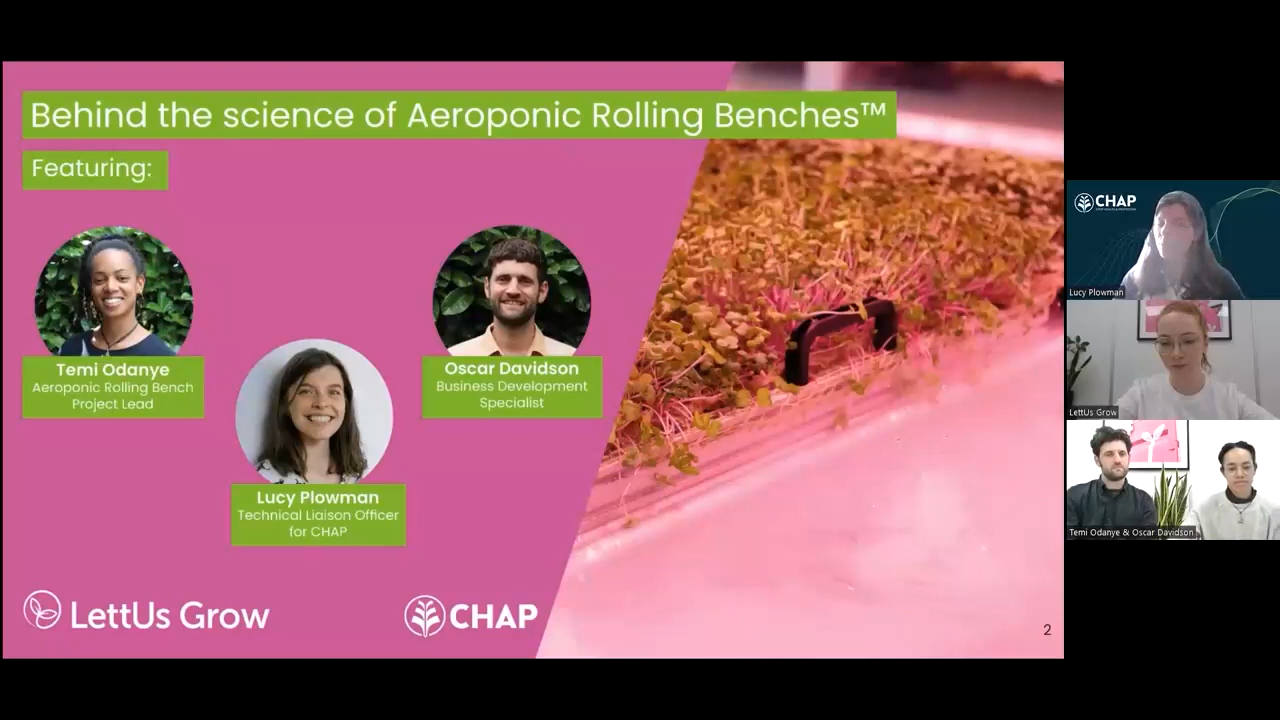 Behind the science of Aeroponic Rolling Benches™
Featuring:
Temi Odanye
Aeroponic Rolling Bench
Project Lead
Oscar Davidson
Business Development
Specialist
Lucy Plowman
Technical Liaison Officer
for CHAP
LettUs Grow
CHAP
2
CHAP
Lucy Plowman
LettUs Grow
Temi Odanye & Oscar Davidson